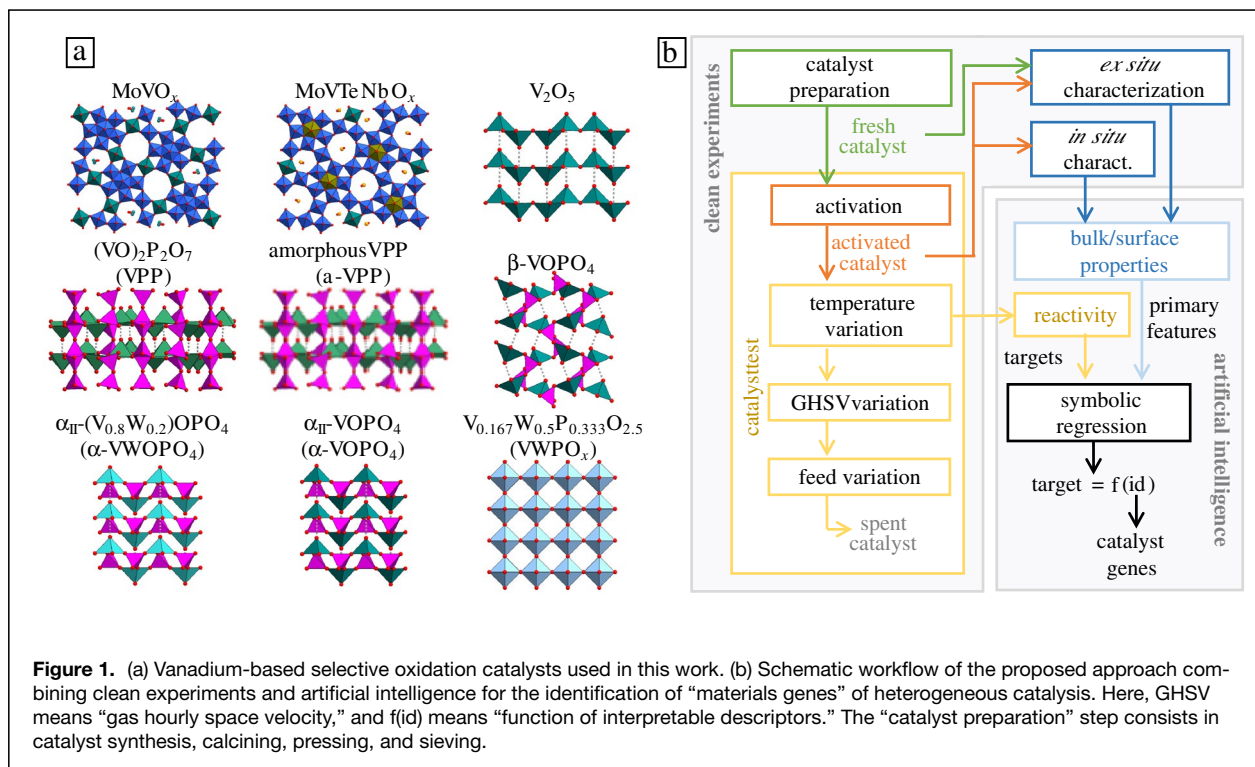 a
MoVOₓ
MoVTeNbOₓ
V₂O₅
(VO)₂P₂O₇
(VPP)
amorphousVPP
(a-VPP)
β-VOPO₄
α_II-(V₀.₈W₀.₂)OPO₄
(α-VWOPO₄)
α_II-VOPO₄
(α-VOPO₄)
V₀.₁₆₇W₀.₅P₀.₃₃₃O₂.₅
(VWPOₓ)
b
clean experiments
catalyst
preparation
fresh
catalyst
ex situ
characterization
in situ
charact.
activation
activated
catalyst
catalysttest
temperature
variation
GHSVvariation
feed variation
spent
catalyst
bulk/surface
properties
reactivity
targets
primary
features
symbolic
regression
target = f(id)
catalyst
genes
artificial intelligence
Figure 1. (a) Vanadium-based selective oxidation catalysts used in this work. (b) Schematic workflow of the proposed approach com-
bining clean experiments and artificial intelligence for the identification of “materials genes” of heterogeneous catalysis. Here, GHSV
means “gas hourly space velocity,” and f(id) means “function of interpretable descriptors.” The “catalyst preparation” step consists in
catalyst synthesis, calcining, pressing, and sieving.